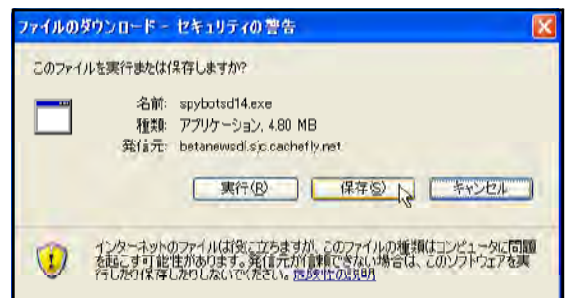 ファイルのダウンロード - セキュリティの警告
このファイルを実行または保存しますか?
名前: spybotsd14.exe
種類: アプリケーション, 4.80 MB
発信元: betanewsdl.sjc.cachefly.net
実行(R) 保存(S) キャンセル
インターネットのファイルは役に立ちますが、このファイルの種類はコンピュータに問題
を起こす可能性があります。発信元が信頼できない場合は、このソフトウェアを実
行したり保存したりしないでください。危険性の説明